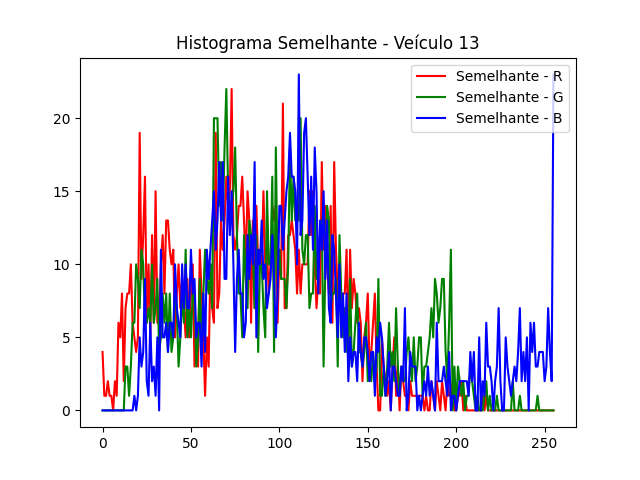 Histograma Semelhante - Veículo 13
Semelhante - R
Semelhante - G
Semelhante - B
20
15
10
5
0
0 50 100 150 200 250